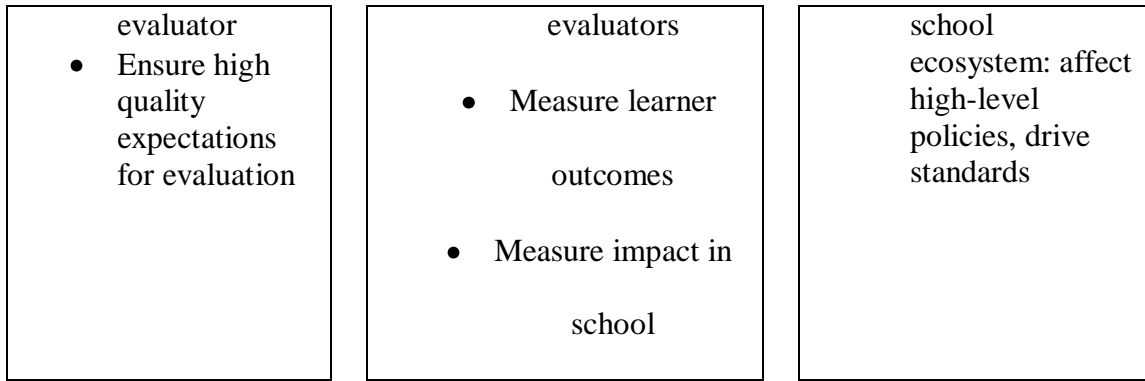 evaluator
• Ensure high
quality
expectations
for evaluation
evaluators
• Measure learner
outcomes
• Measure impact in
school
school
ecosystem: affect
high-level
policies, drive
standards